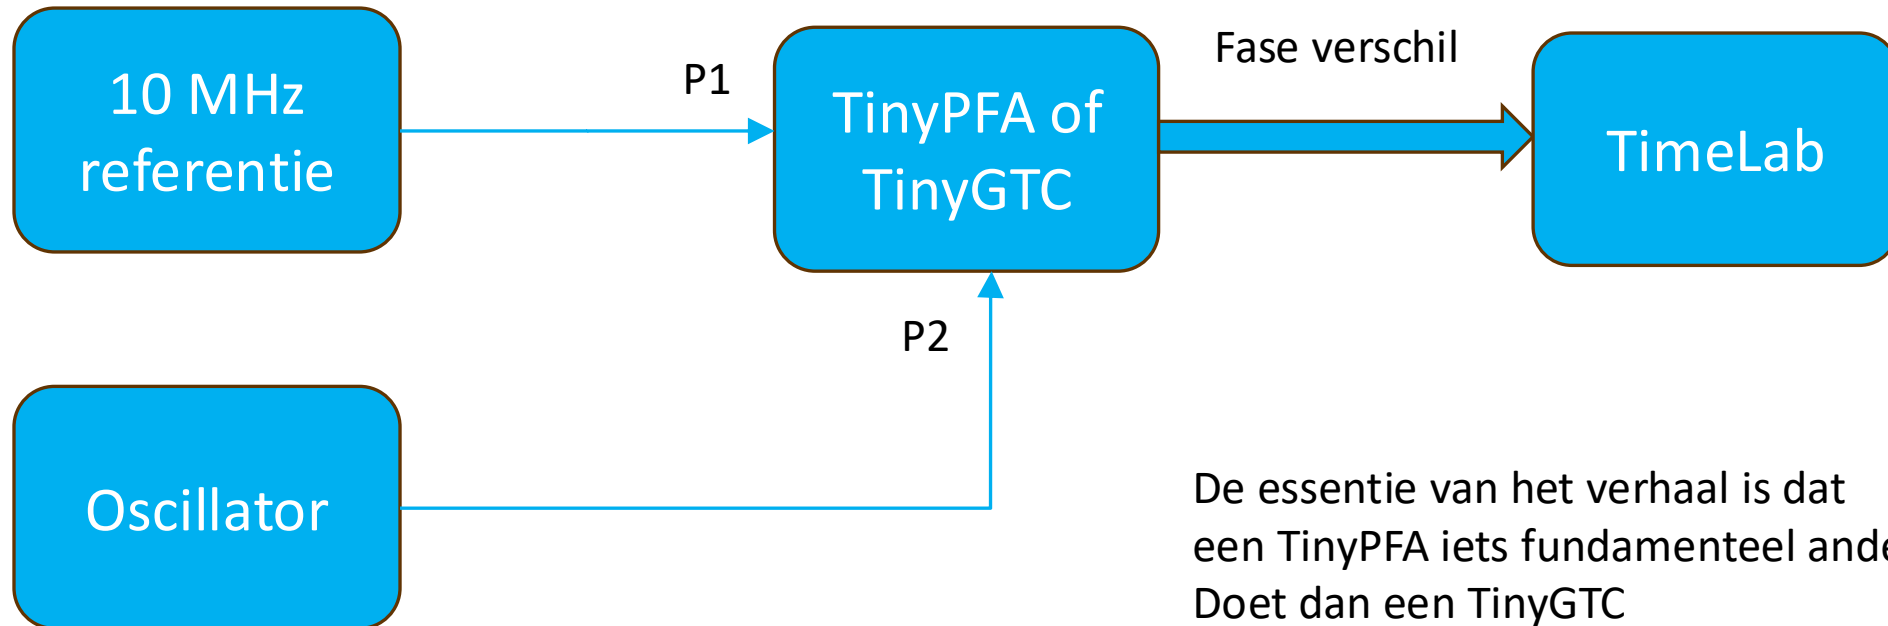 10 MHz
referentie
P1
TinyPFA of
TinyGTC
Fase verschil
TimeLab
P2
Oscillator
De essentie van het verhaal is dat
een TinyPFA iets fundamenteel ande
Doet dan een TinyGTC